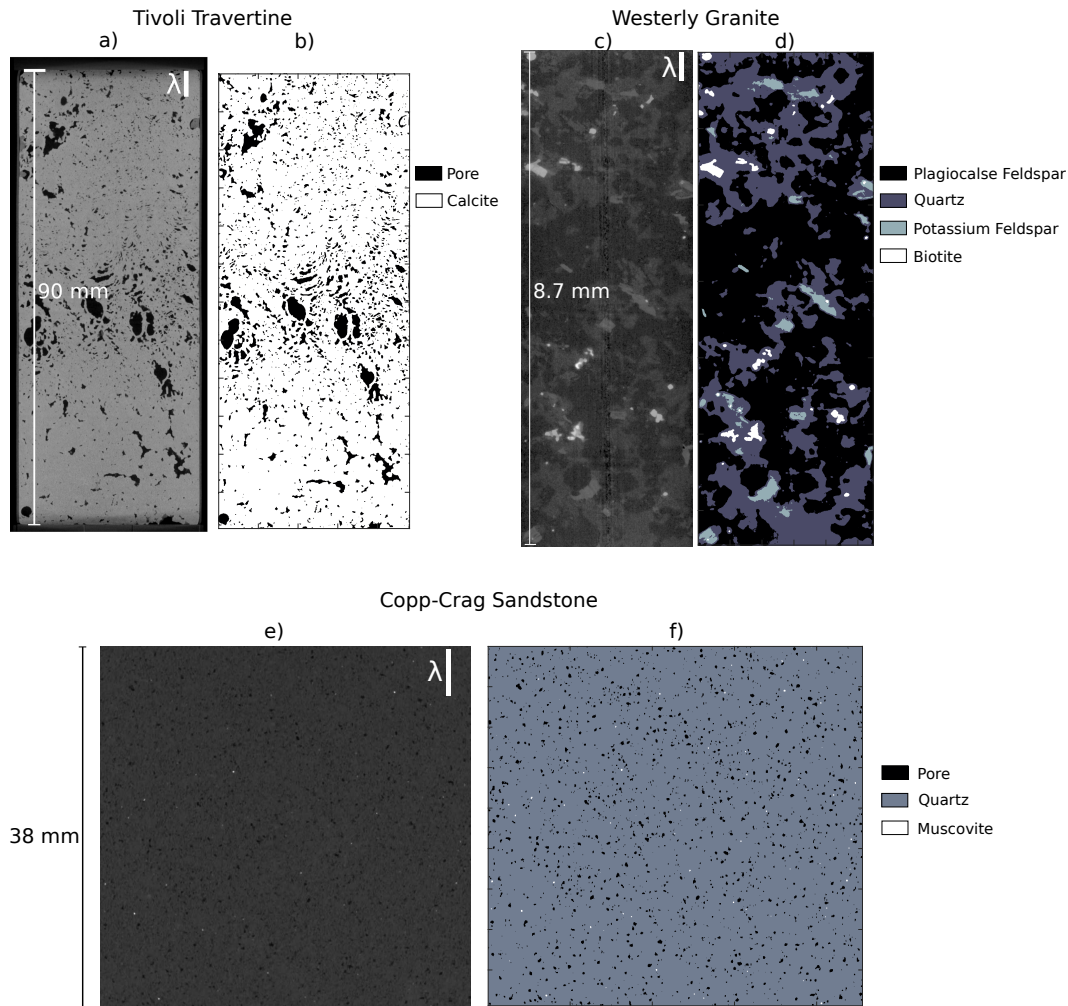 Tivoli Travertine
a)
b)
λ
90 mm
Pore
Calcite
Westerly Granite
c)
d)
λ
8.7 mm
Plagiocalse Feldspar
Quartz
Potassium Feldspar
Biotite
Copp-Crag Sandstone
e)
f)
λ
38 mm
Pore
Quartz
Muscovite